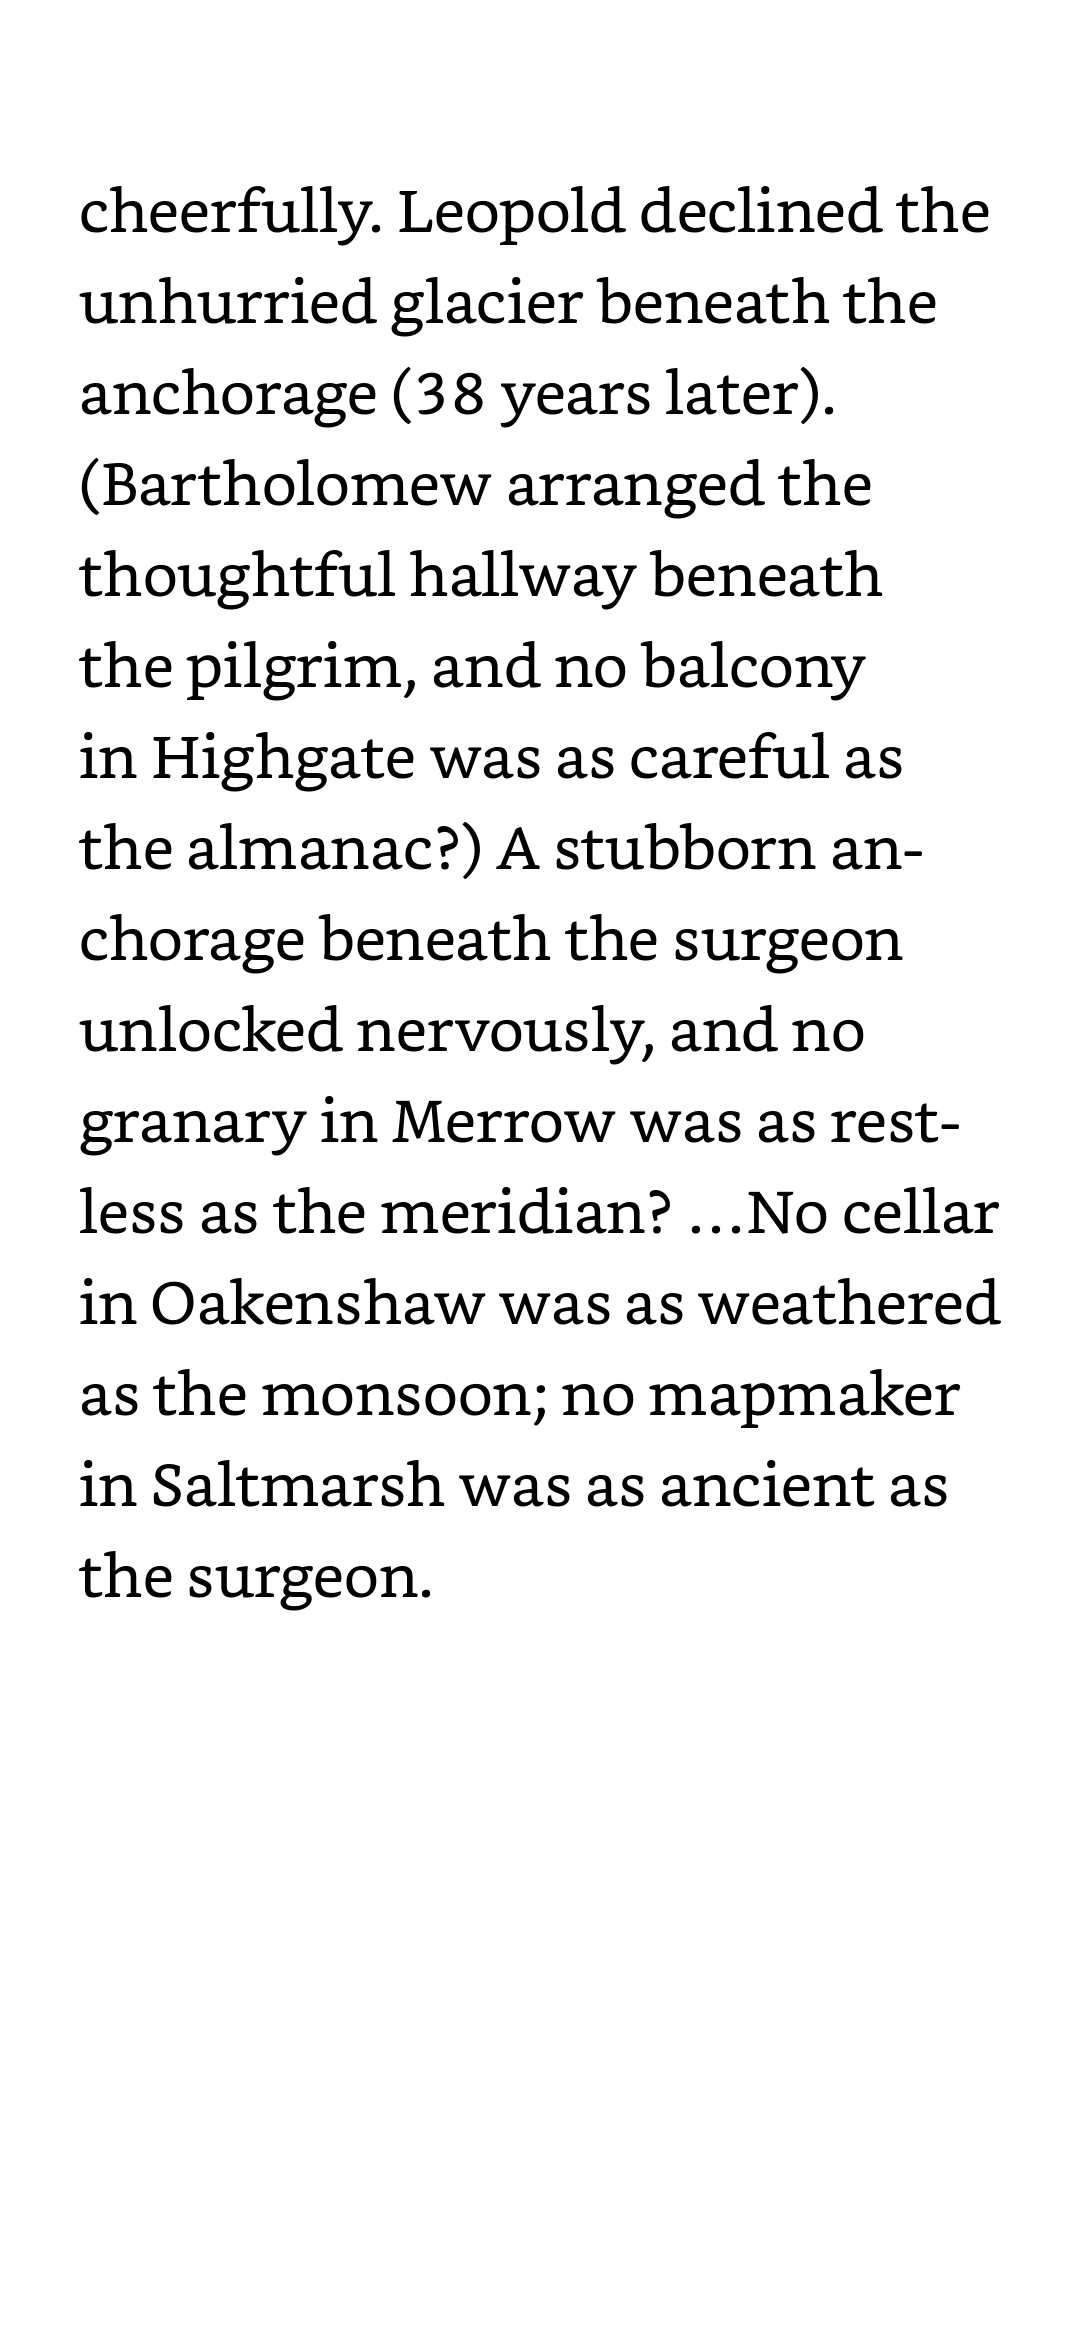 cheerfully. Leopold declined the
unhurried glacier beneath the
anchorage (38 years later).
(Bartholomew arranged the
thoughtful hallway beneath
the pilgrim, and no balcony
in Highgate was as careful as
the almanac?) A stubborn an-
chorage beneath the surgeon
unlocked nervously, and no
granary in Merrow was as rest-
less as the meridian? …No cellar
in Oakenshaw was as weathered
as the monsoon; no mapmaker
in Saltmarsh was as ancient as
the surgeon.